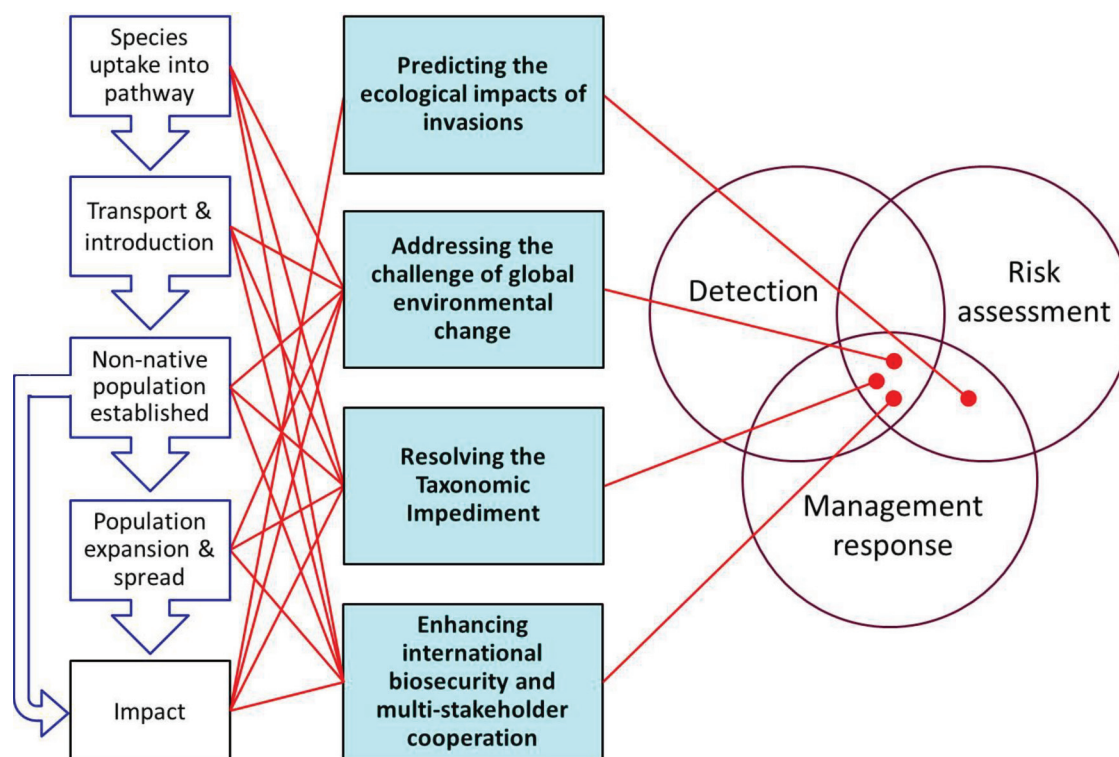 Species
uptake into
pathway
Transport &
introduction
Non-native
population
established
Population
expansion &
spread
Impact
Predicting the
ecological impacts of
invasions
Addressing the
challenge of global
environmental
change
Resolving the
Taxonomic
Impediment
Enhancing
international
biosecurity and
multi-stakeholder
cooperation
Detection
Risk
assessment
Management
response